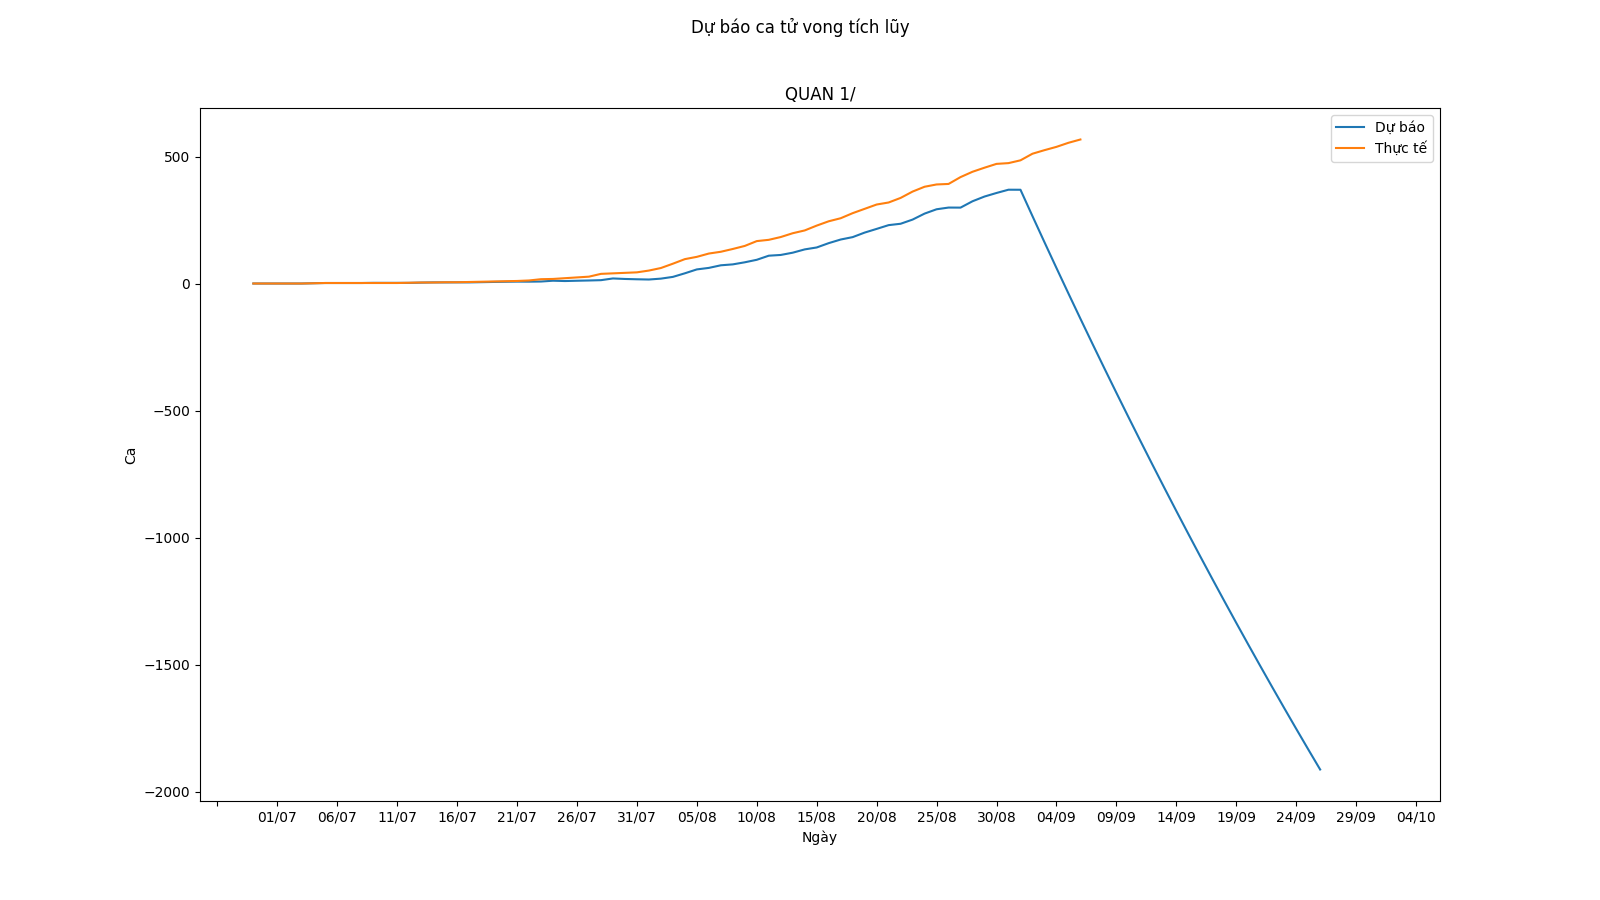 Dự báo ca tử vong tích lũy
QUAN 1/
Dự báo
Thực tế
500
0
−500
−1000
−1500
−2000
Ca
01/07 06/07 11/07 16/07 21/07 26/07 31/07 05/08 10/08 15/08 20/08 25/08 30/08 04/09 09/09 14/09 19/09 24/09 29/09 04/10
Ngày